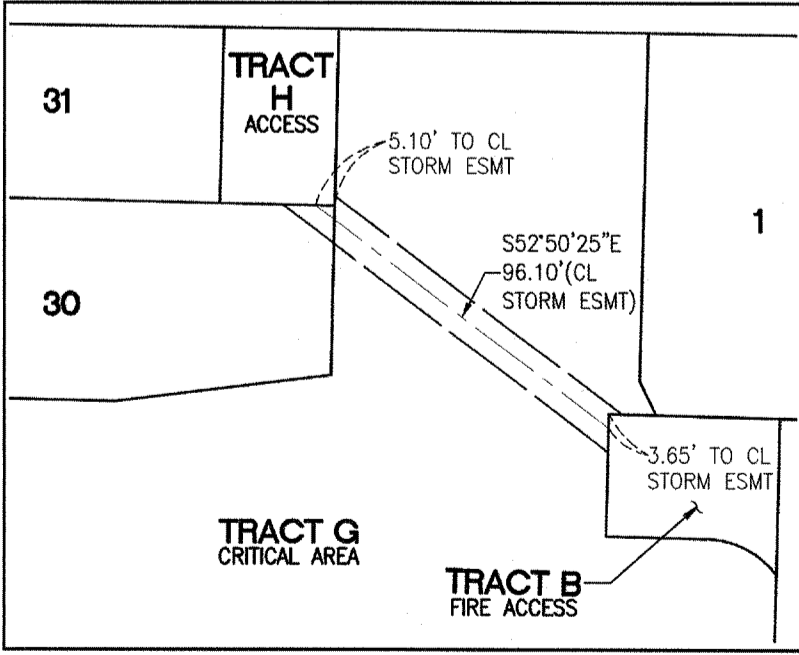 31
TRACT
H
ACCESS
5.10' TO CL
STORM ESMT
S52°50'25"E
96.10'(CL
STORM ESMT)
1
30
3.65' TO CL
STORM ESMT
TRACT G
CRITICAL AREA
TRACT B
FIRE ACCESS